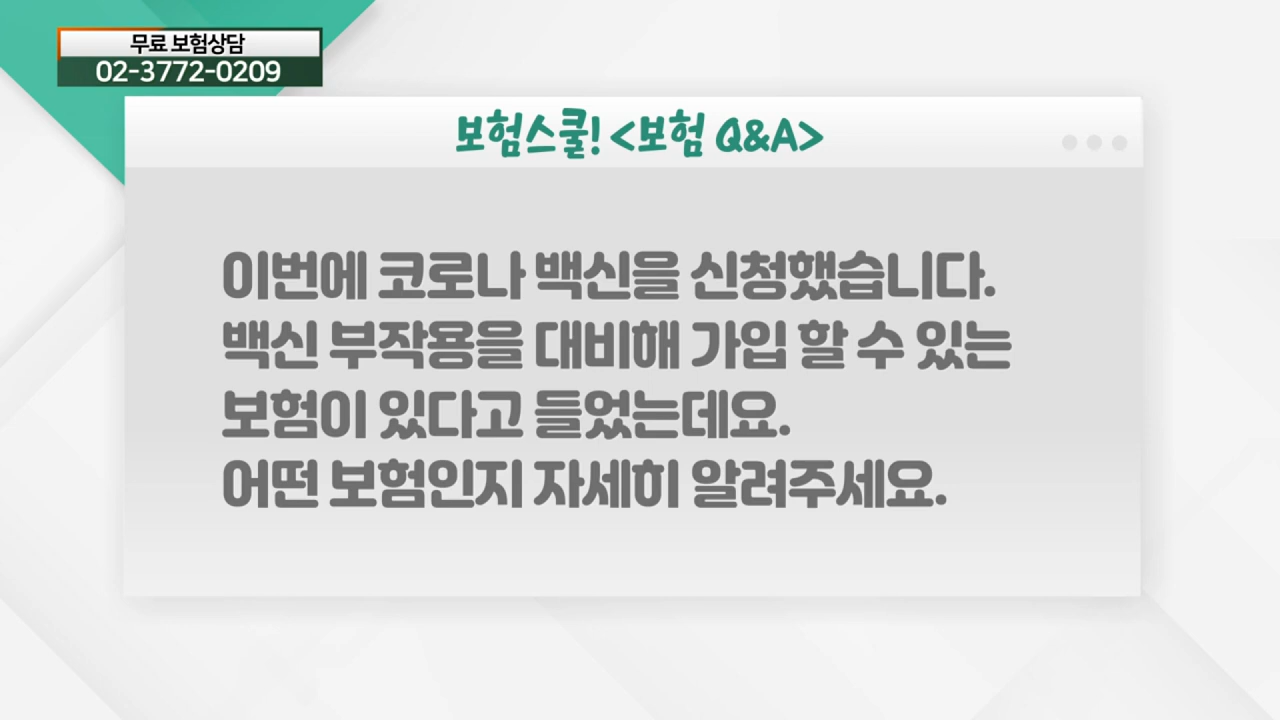 무료 보험상담
02-3772-0209
보험스쿨! <보험 Q&A>
이번에 코로나 백신을 신청했습니다.
백신 부작용을 대비해 가입 할 수 있는
보험이 있다고 들었는데요.
어떤 보험인지 자세히 알려주세요.